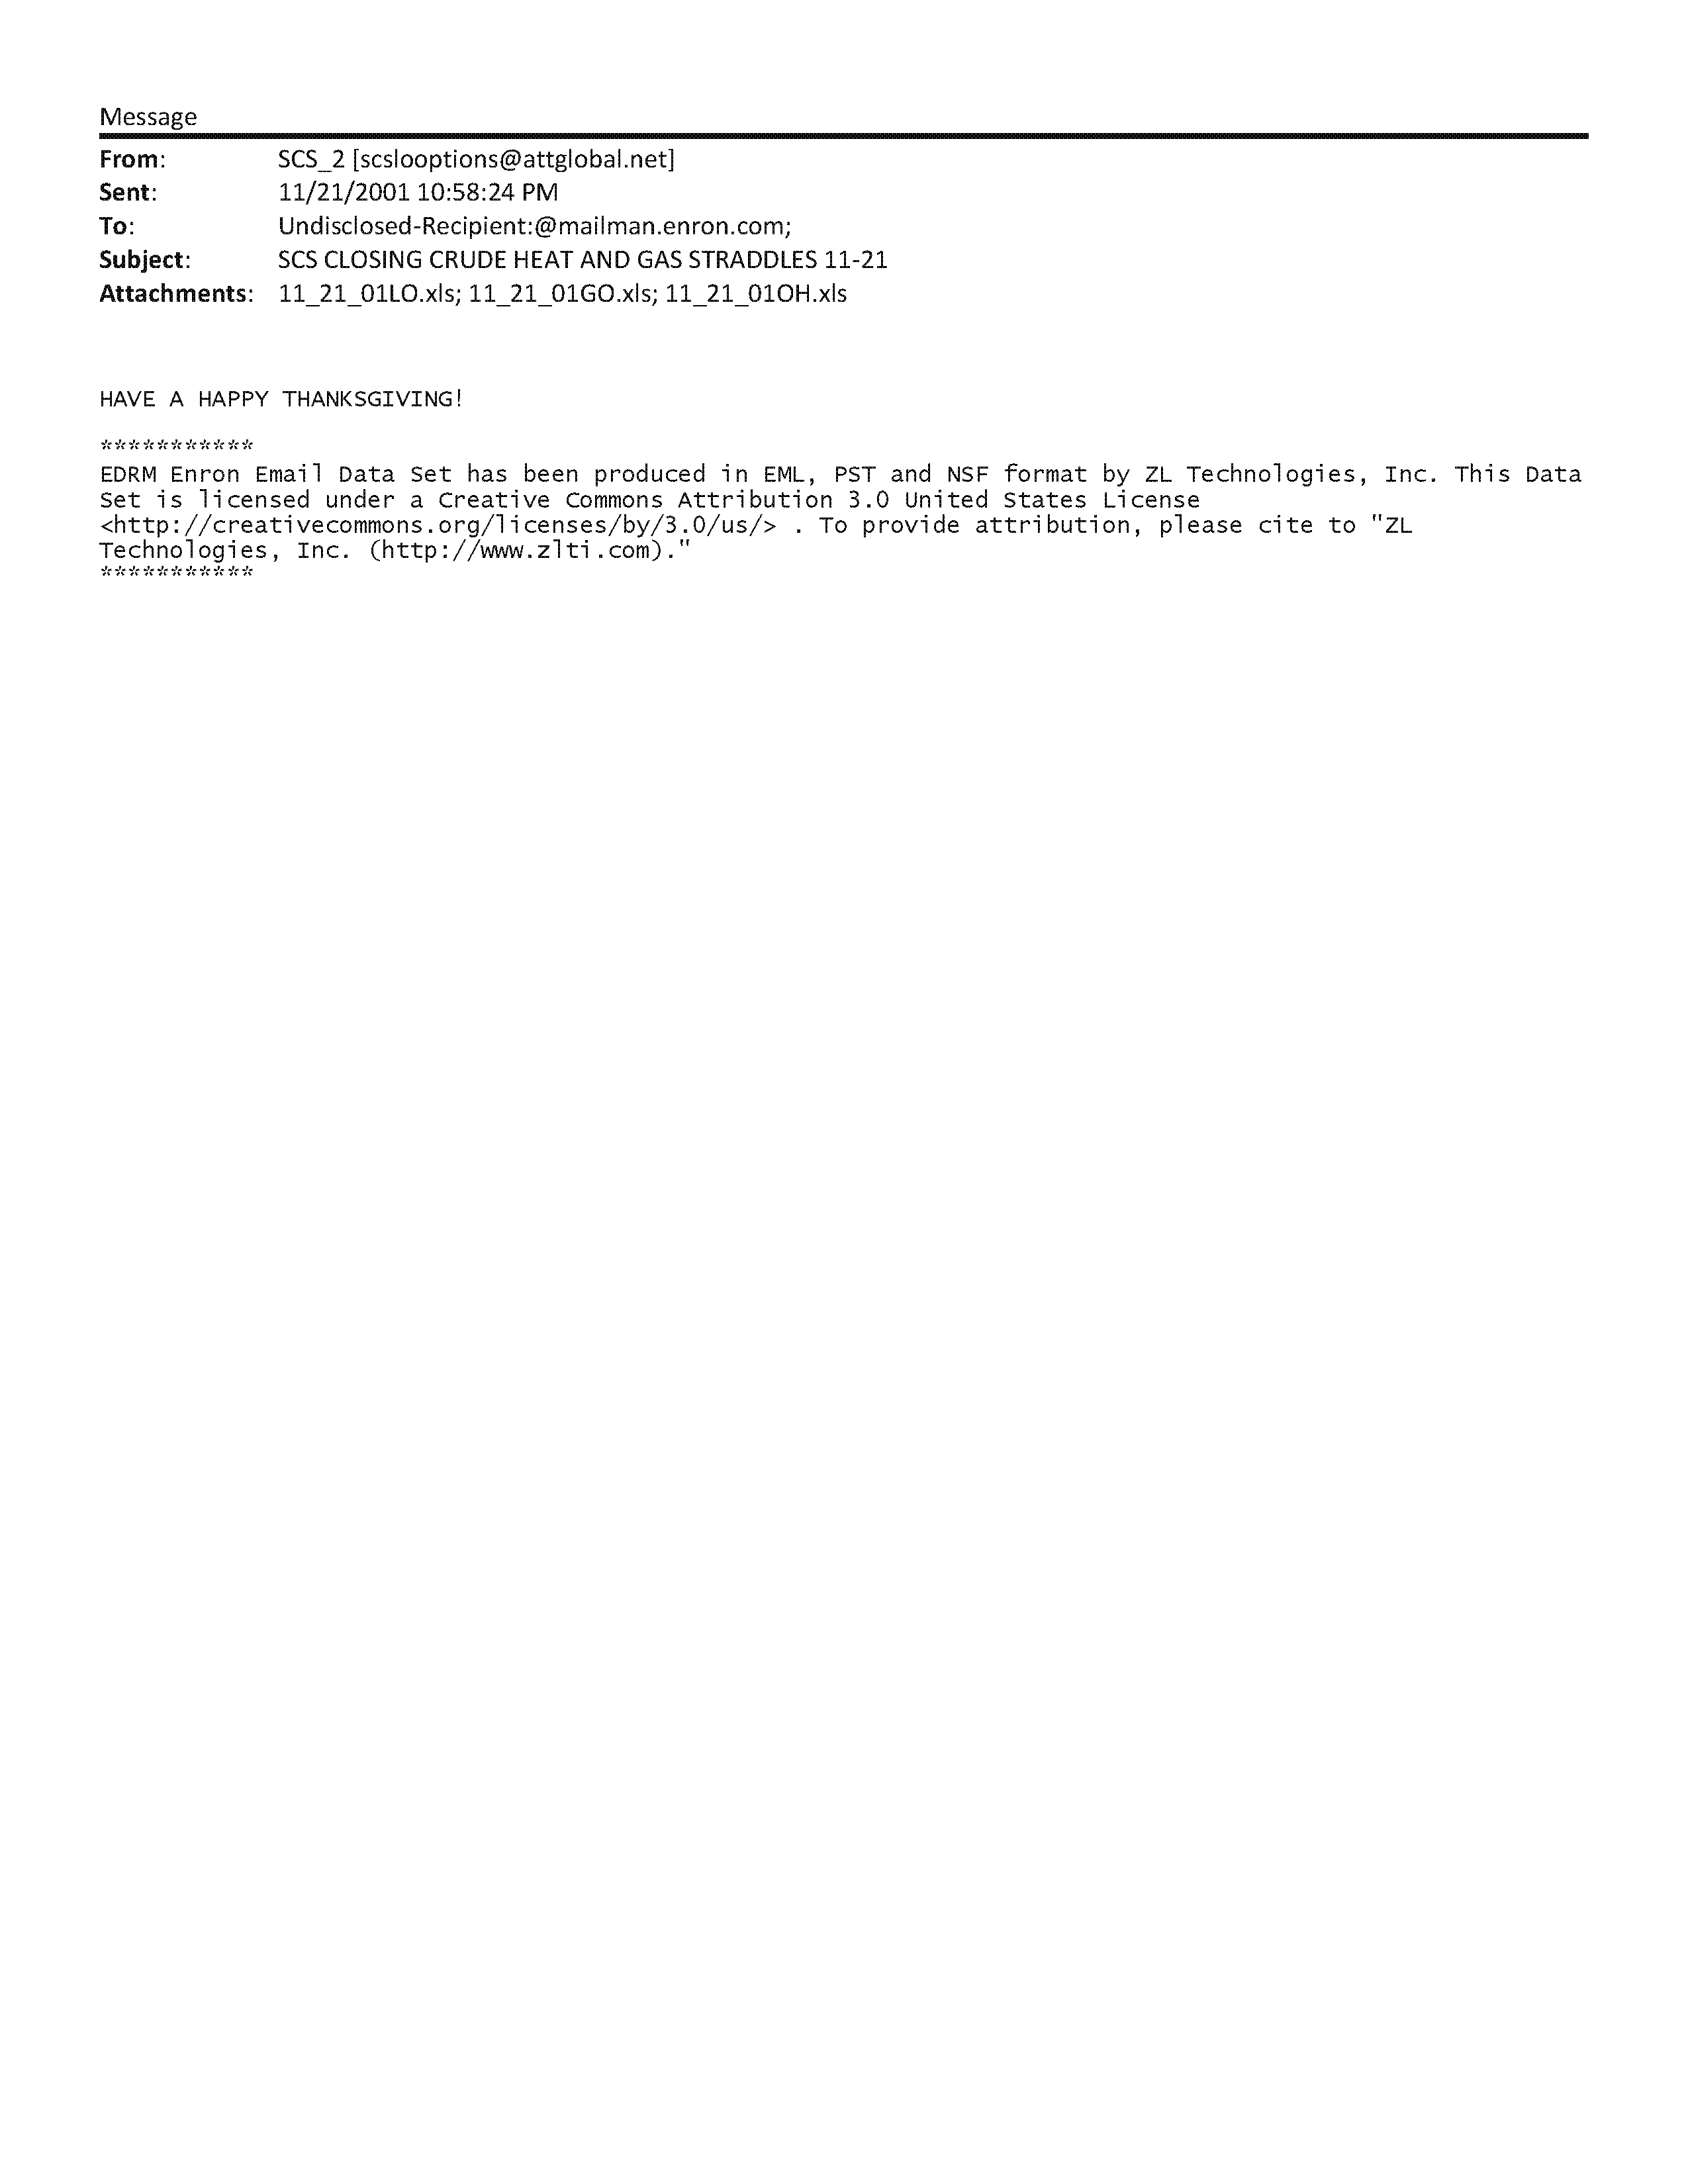 Message
From: SCS_2 [scslooptions@attglobal.net]
Sent: 11/21/2001 10:58:24 PM
To: Undisclosed-Recipient:@mailman.enron.com;
Subject: SCS CLOSING CRUDE HEAT AND GAS STRADDLES 11-21
Attachments: 11_21_01LO.xls; 11_21_01GO.xls; 11_21_01OH.xls
HAVE A HAPPY THANKSGIVING!
***********
EDRM Enron Email Data Set has been produced in EML, PST and NSF format by ZL Technologies, Inc. This Data
Set is licensed under a Creative Commons Attribution 3.0 United States License
<http://creativecommons.org/licenses/by/3.0/us/> . To provide attribution, please cite to "ZL
Technologies, Inc. (http://www.zlti.com)."
***********